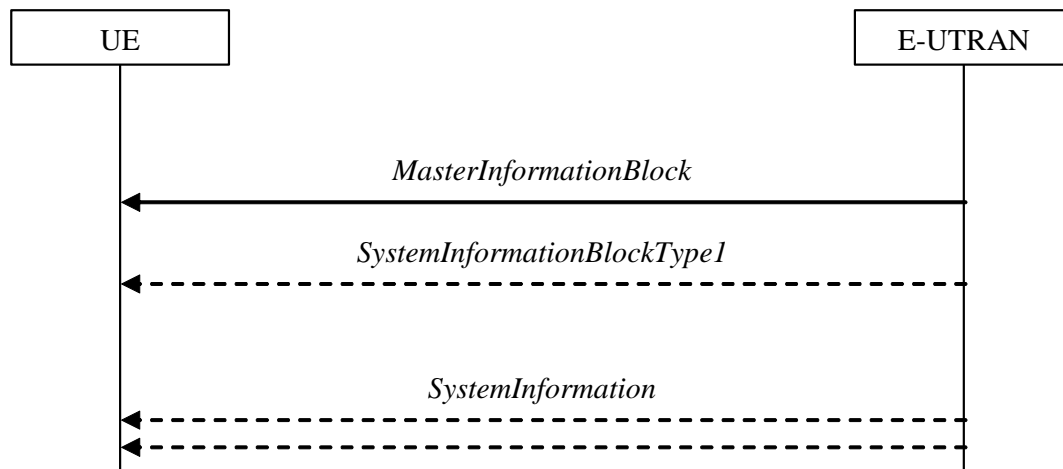 UE
E-UTRAN
MasterInformationBlock
SystemInformationBlockType1
SystemInformation